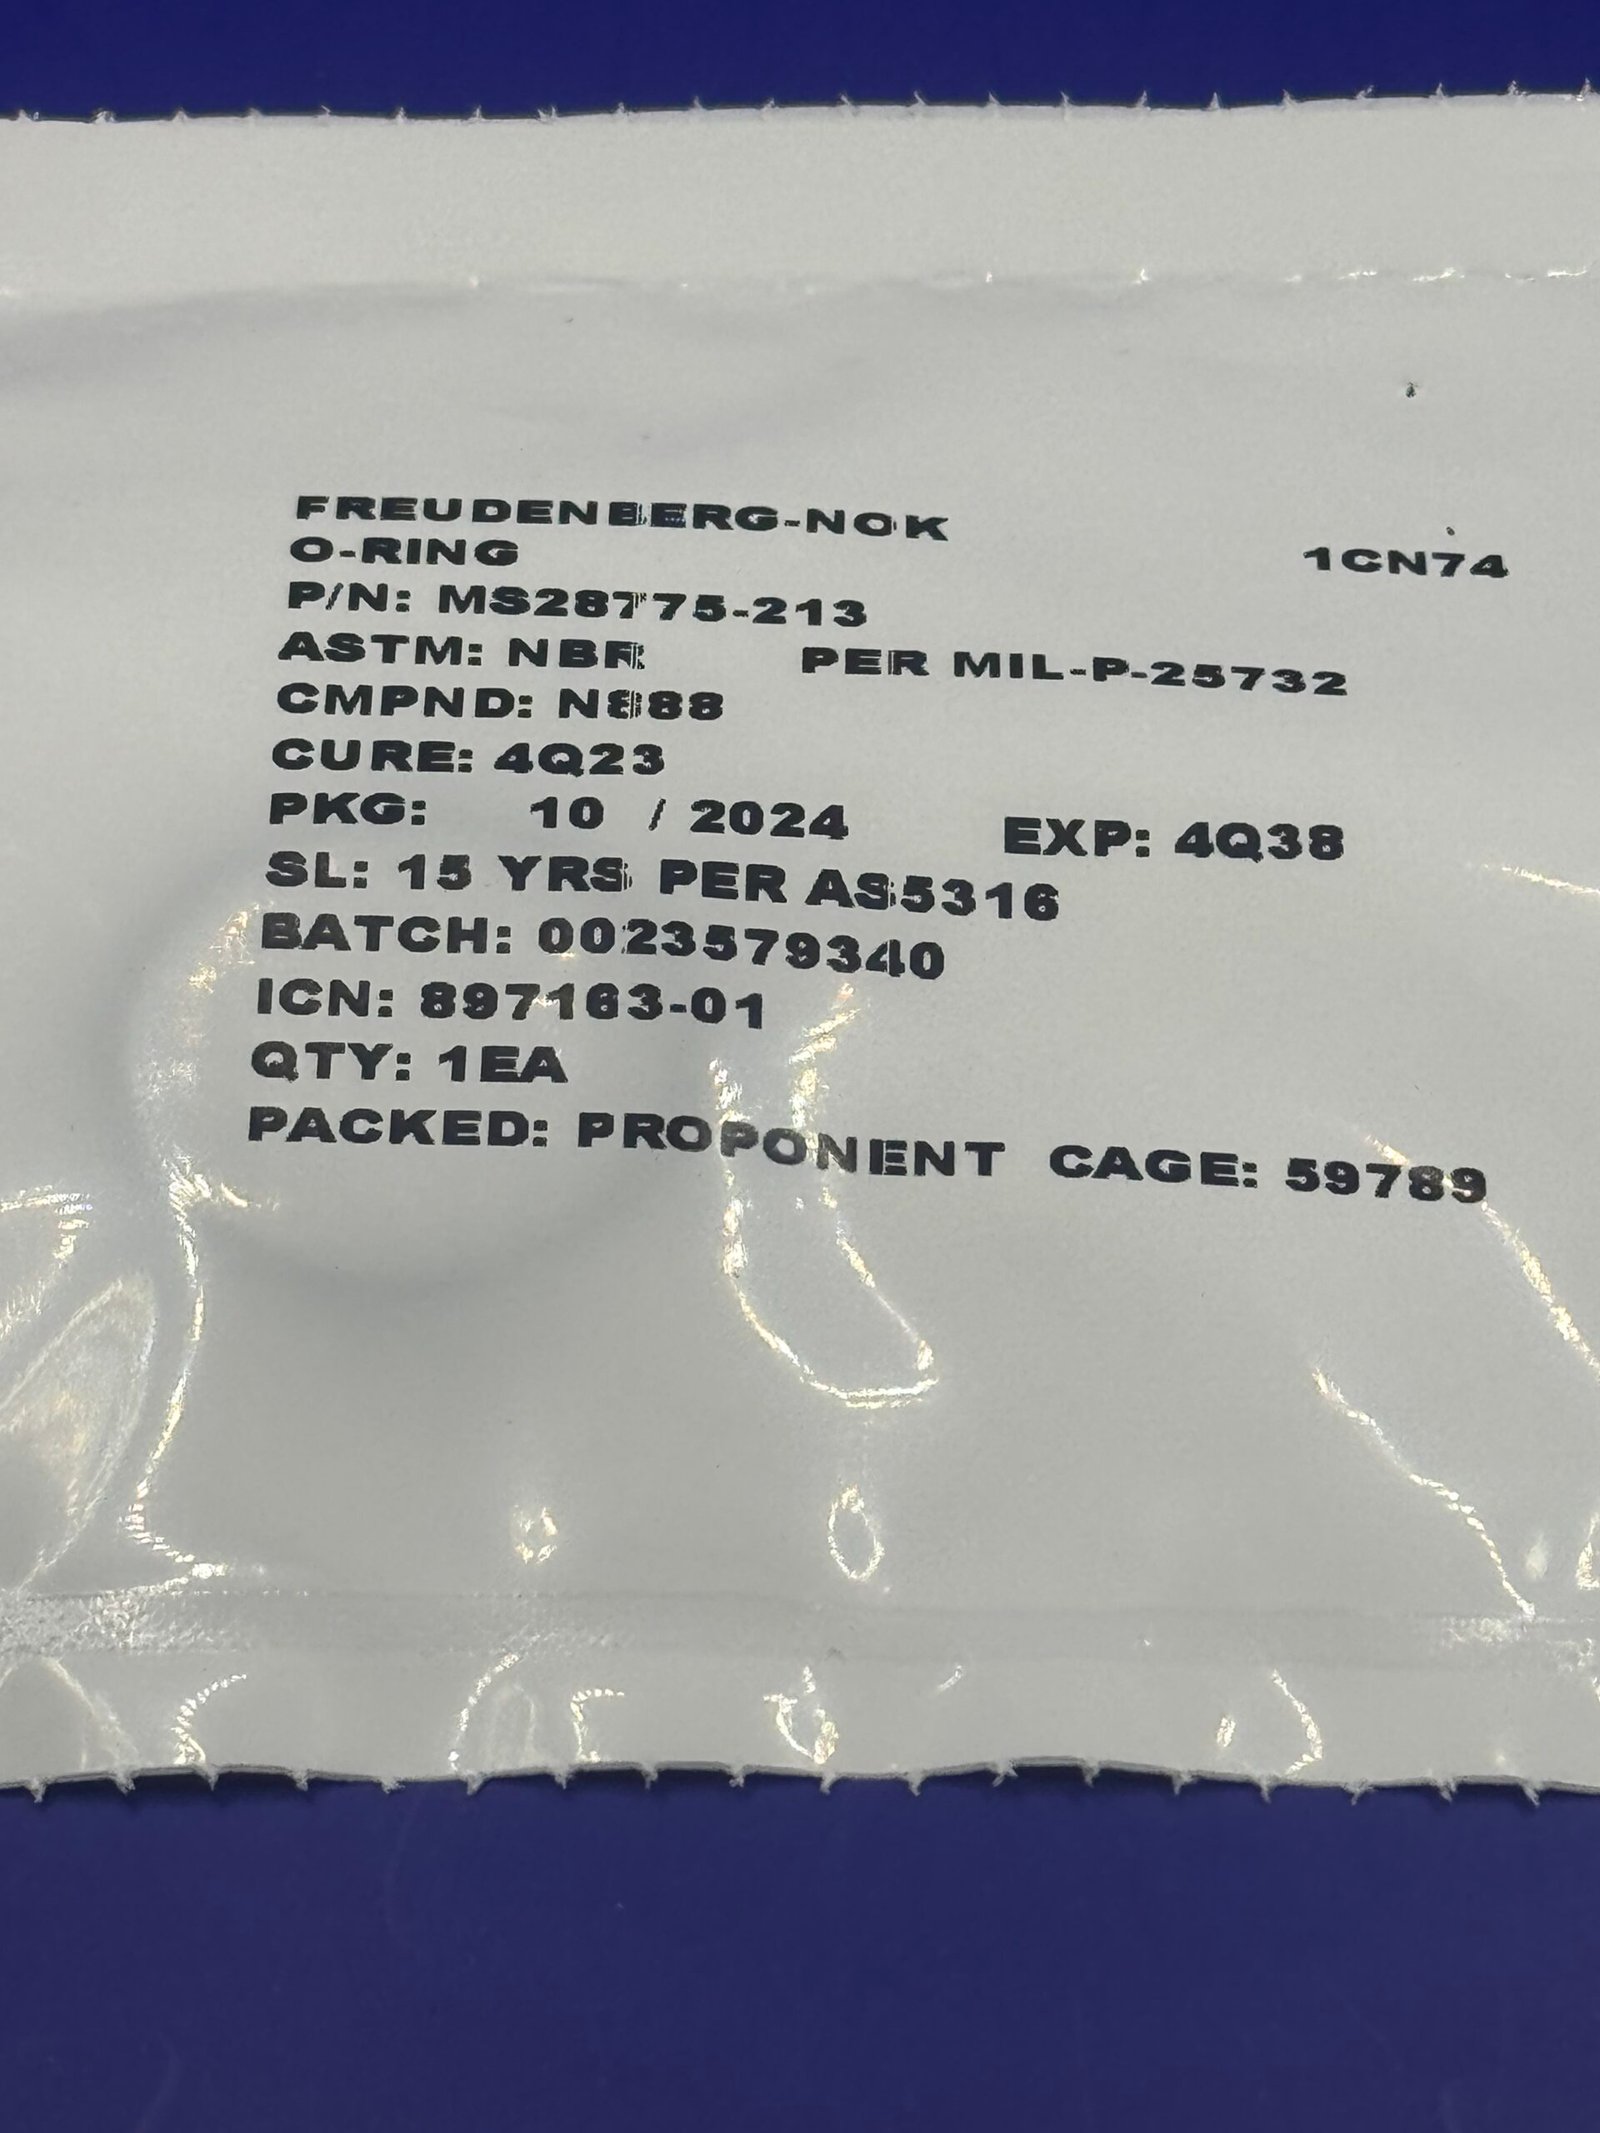 FREUDENBERG-NOK
O-RING 1CN74
P/N: MS28775-213
ASTM: NBR PER MIL-P-25732
CMPND: N888
CURE: 4Q23
PKG: 10 / 2024 EXP: 4Q38
SL: 15 YRS PER AS5316
BATCH: 0023579340
ICN: 897163-01
QTY: 1EA
PACKED: PROPONENT CAGE: 59789